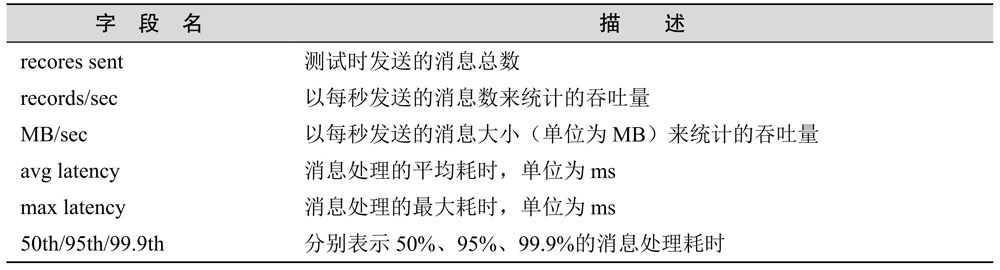 字 段 名 描 述
recores sent 测试时发送的消息总数
records/sec 以每秒发送的消息数来统计的吞吐量
MB/sec 以每秒发送的消息大小（单位为 MB）来统计的吞吐量
avg latency 消息处理的平均耗时，单位为 ms
max latency 消息处理的最大耗时，单位为 ms
50th/95th/99.9th 分别表示 50%、95%、99.9%的消息处理耗时